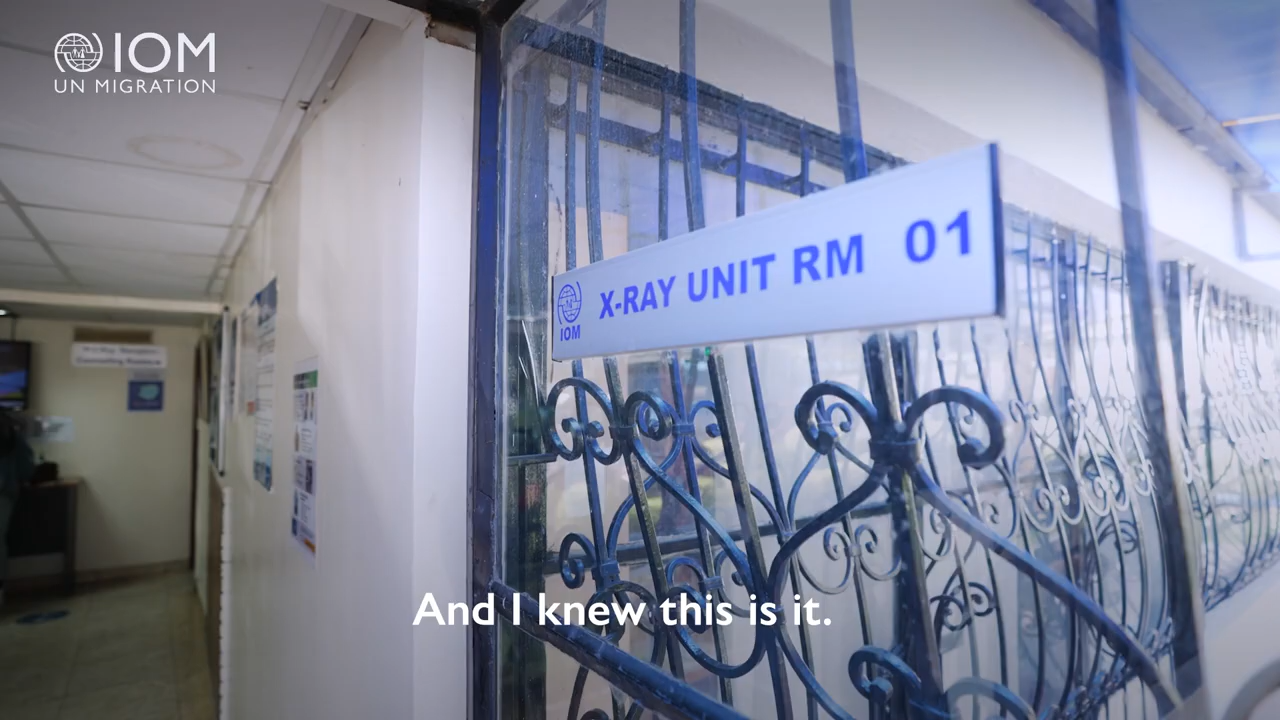 IOM
UN MIGRATION
X-RAY UNIT RM 01
IOM
And I knew this is it.